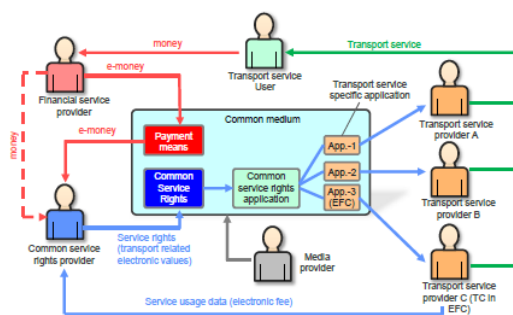 money
Transport service
e-money
Transport service
User
Financial service
provider
Transport service
specific application
Common medium
Transport service
provider A
money
e-money
Payment
means
App.-1
Common
Service
Rights
Common
service rights
application
App.-2
App.-3
(EFC)
Transport service
provider B
Common service
rights provider
Service rights
(transport related
electronic values)
Media
provider
Transport service
provider C (TC in
EFC)
Service usage data (electronic fee)